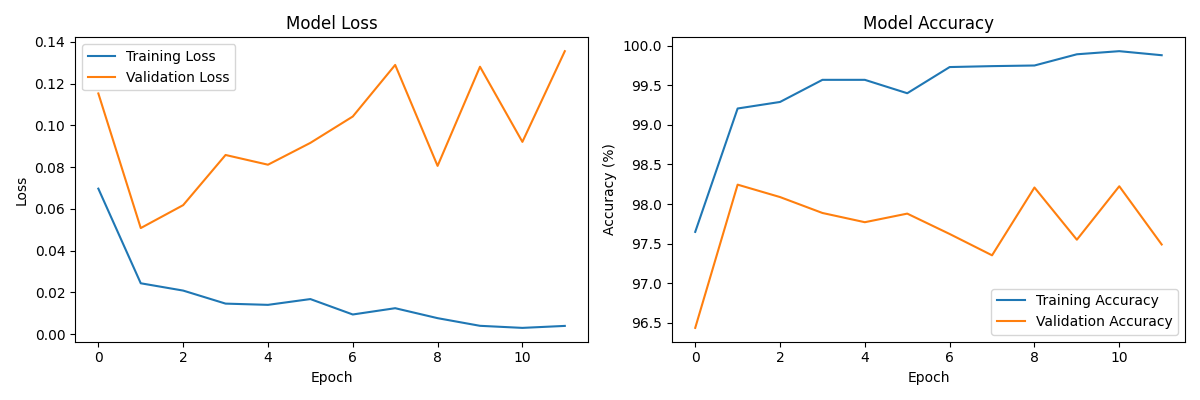 Model Loss
Training Loss
Validation Loss
0.14
0.12
0.10
0.08
0.06
0.04
0.02
0.00
Loss
0 2 4 6 8 10
Epoch
Model Accuracy
100.0
99.5
99.0
98.5
98.0
97.5
97.0
96.5
Accuracy (%)
Training Accuracy
Validation Accuracy
0 2 4 6 8 10
Epoch